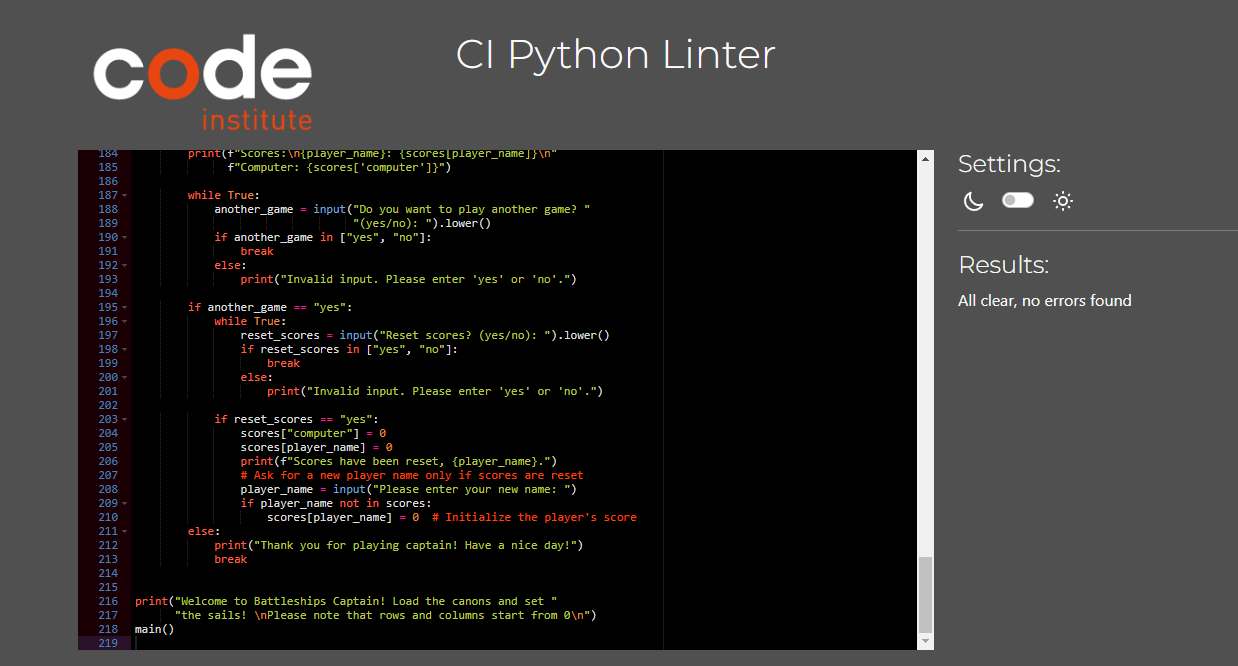 code
institute
CI Python Linter
184 print(f"Scores:\n{player_name}: {scores[player_name]}\n"
185 f"Computer: {scores['computer']}")
186
187 while True:
188 another_game = input("Do you want to play another game? "
189 "(yes/no): ").lower()
190 if another_game in ["yes", "no"]:
191 break
192 else:
193 print("Invalid input. Please enter 'yes' or 'no'.")
194
195 if another_game == "yes":
196 while True:
197 reset_scores = input("Reset scores? (yes/no): ").lower()
198 if reset_scores in ["yes", "no"]:
199 break
200 else:
201 print("Invalid input. Please enter 'yes' or 'no'.")
202
203 if reset_scores == "yes":
204 scores["computer"] = 0
205 scores[player_name] = 0
206 print(f"Scores have been reset, {player_name}.")
207 # Ask for a new player name only if scores are reset
208 player_name = input("Please enter your new name: ")
209 if player_name not in scores:
210 scores[player_name] = 0  # Initialize the player's score
211 else:
212 print("Thank you for playing captain! Have a nice day!")
213 break
214
215
216 print("Welcome to Battleships Captain! Load the canons and set "
217 "the sails! \nPlease note that rows and columns start from 0\n")
218 main()
219
Settings:
Results:
All clear, no errors found